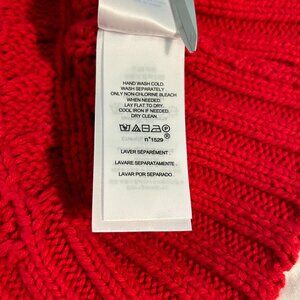 HAND WASH COLD.
WASH SEPARATELY
ONLY NON-CHLORINE BLEACH
WHEN NEEDED.
LAY FLAT TO DRY.
COOL IRON IF NEEDED.
DRY CLEAN.
n°1529
LAVER SÉPARÉMENT.
LAVARE SEPARATAMENTE.
LAVAR POR SEPARADO.